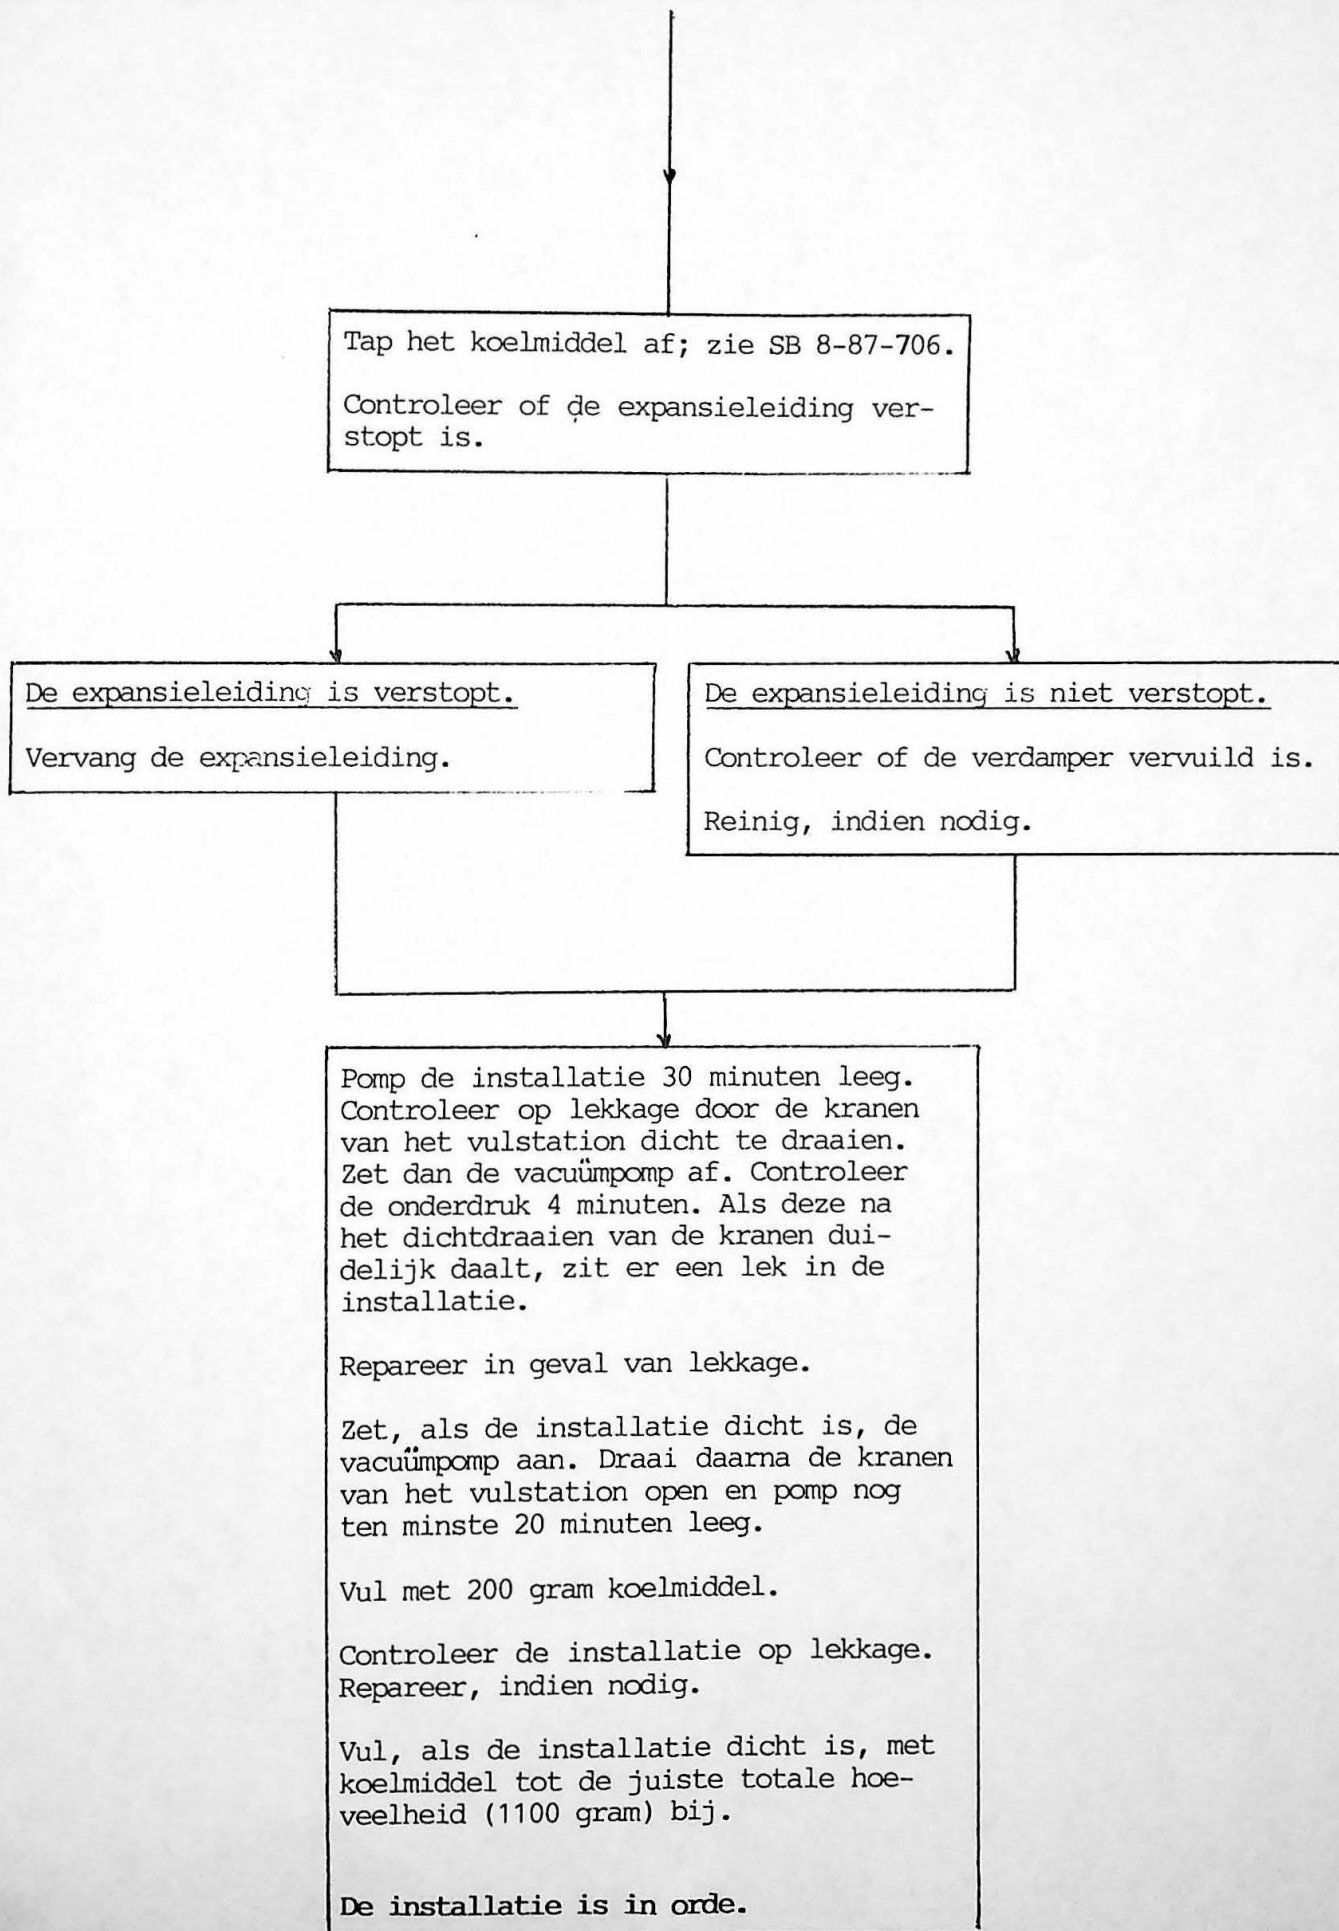 Tap het koelmiddel af; zie SB 8-87-706.
Controleer of de expansieleiding ver-
stopt is.
De expansieleiding is verstopt.
Vervang de expansieleiding.
De expansieleiding is niet verstopt.
Controleer of de verdamper vervuild is.
Reinig, indien nodig.
Pomp de installatie 30 minuten leeg.
Controleer op lekkage door de kranen
van het vulstation dicht te draaien.
Zet dan de vacuümpomp af. Controleer
de onderdruk 4 minuten. Als deze na
het dichtdraaien van de kranen dui-
delijk daalt, zit er een lek in de
installatie.
Repareer in geval van lekkage.
Zet, als de installatie dicht is, de
vacuümpomp aan. Draai daarna de kranen
van het vulstation open en pomp nog
ten minste 20 minuten leeg.
Vul met 200 gram koelmiddel.
Controleer de installatie op lekkage.
Repareer, indien nodig.
Vul, als de installatie dicht is, met
koelmiddel tot de juiste totale hoe-
veelheid (1100 gram) bij.
De installatie is in orde.